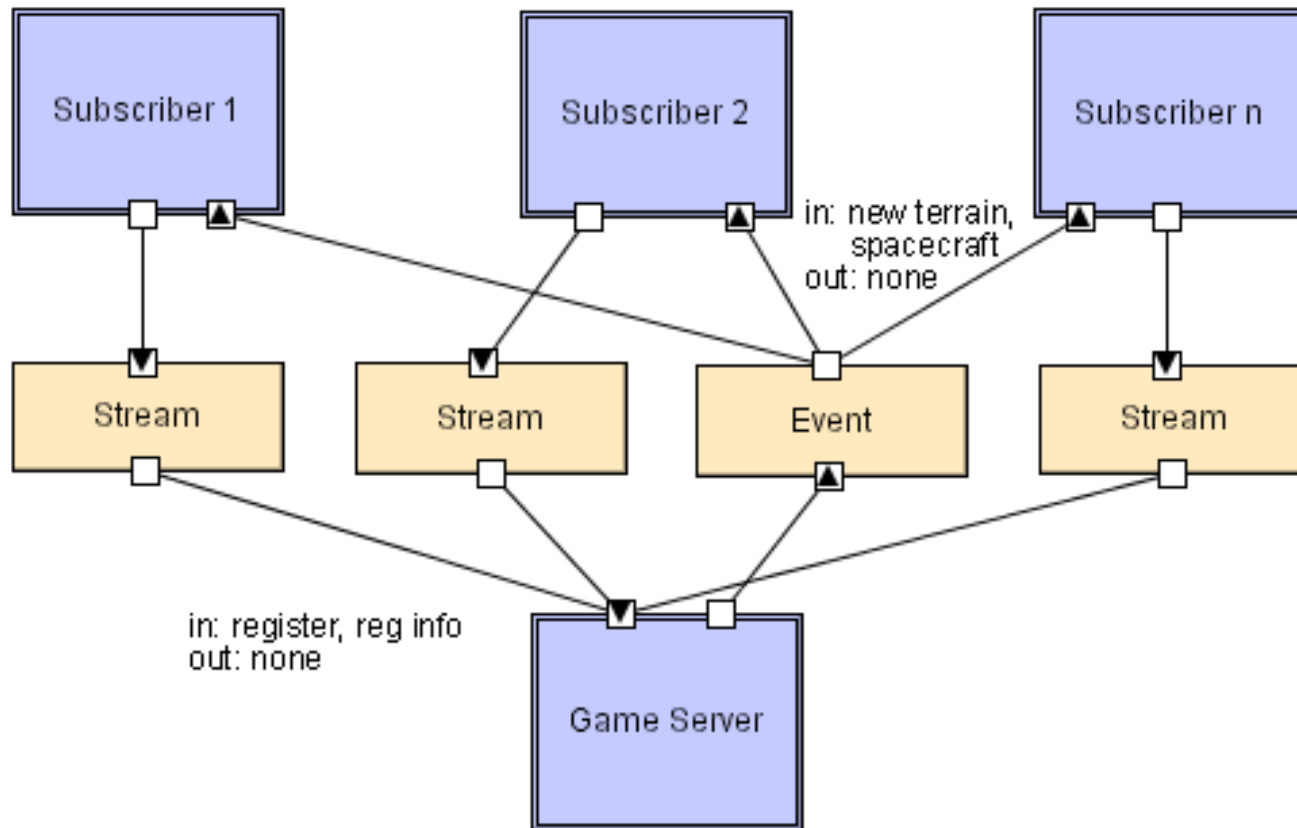 Subscriber 1
Subscriber 2
Subscriber n
in: new terrain,
spacecraft
out: none
Stream
Stream
Event
Stream
in: register, reg info
out: none
Game Server